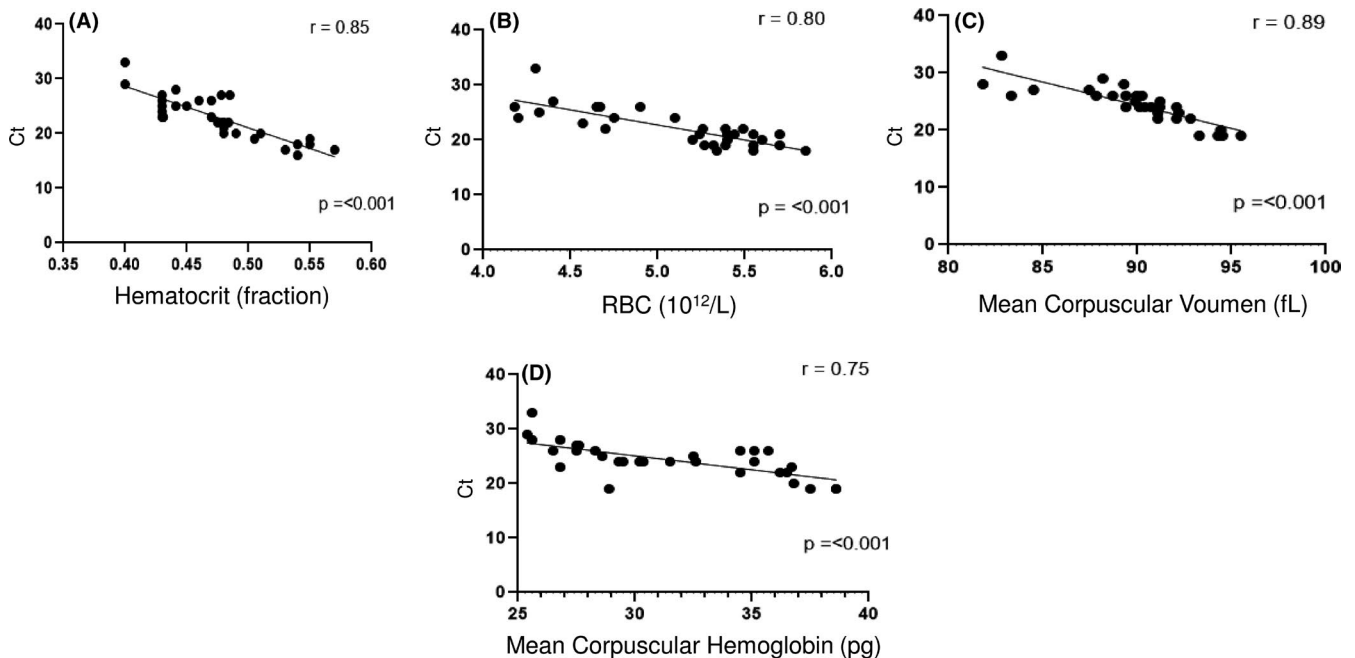 (A)
r = 0.85
40
30
20
10
0
Ct
p =<0.001
0.35 0.40 0.45 0.50 0.55 0.60
Hematocrit (fraction)
(B)
r = 0.80
40
30
20
10
0
Ct
p = <0.001
4.0 4.5 5.0 5.5 6.0
RBC (10¹²/L)
(C)
r = 0.89
40
30
20
10
0
Ct
p =<0.001
80 85 90 95 100
Mean Corpuscular Voumen (fL)
(D)
r = 0.75
40
30
20
10
0
Ct
p =<0.001
25 30 35 40
Mean Corpuscular Hemoglobin (pg)